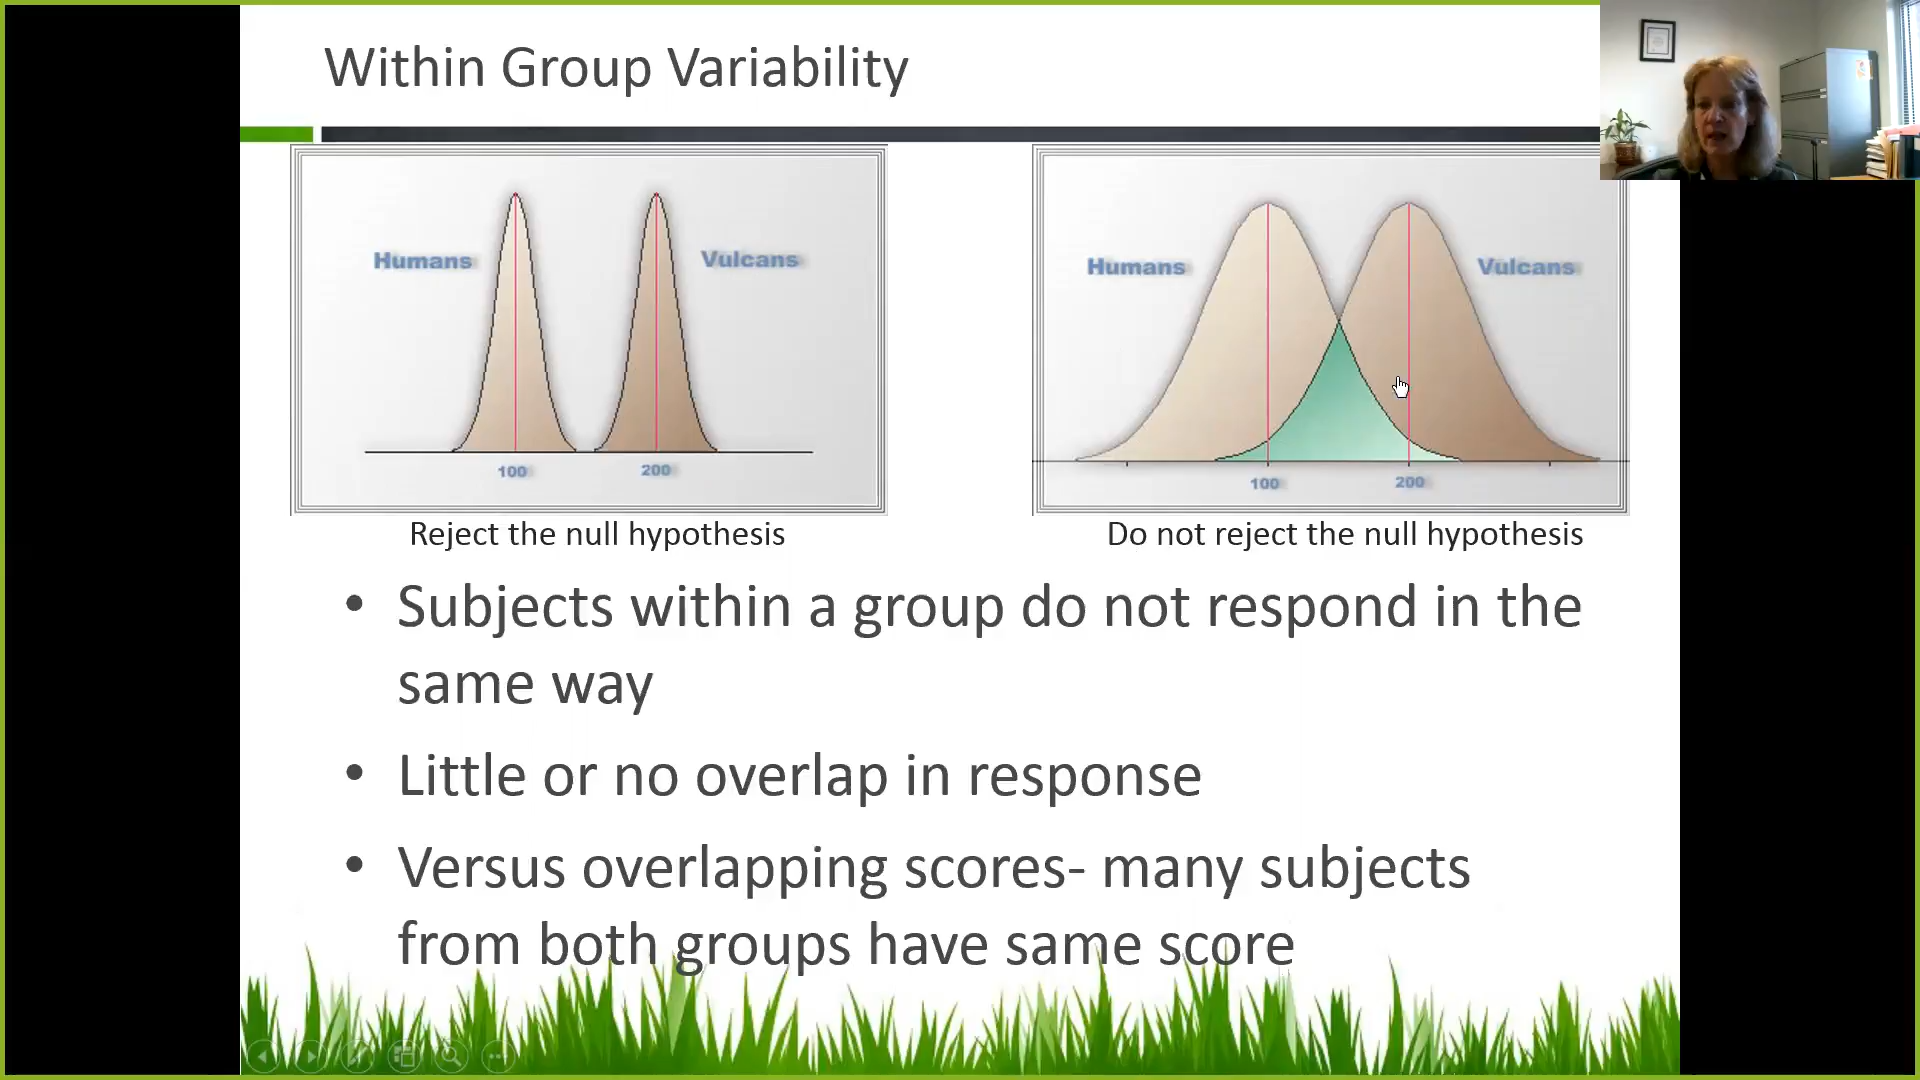 Within Group Variability
Humans
Vulcans
100
200
Humans
Vulcans
100
200
Reject the null hypothesis
Do not reject the null hypothesis
• Subjects within a group do not respond in the
same way
• Little or no overlap in response
• Versus overlapping scores- many subjects
from both groups have same score